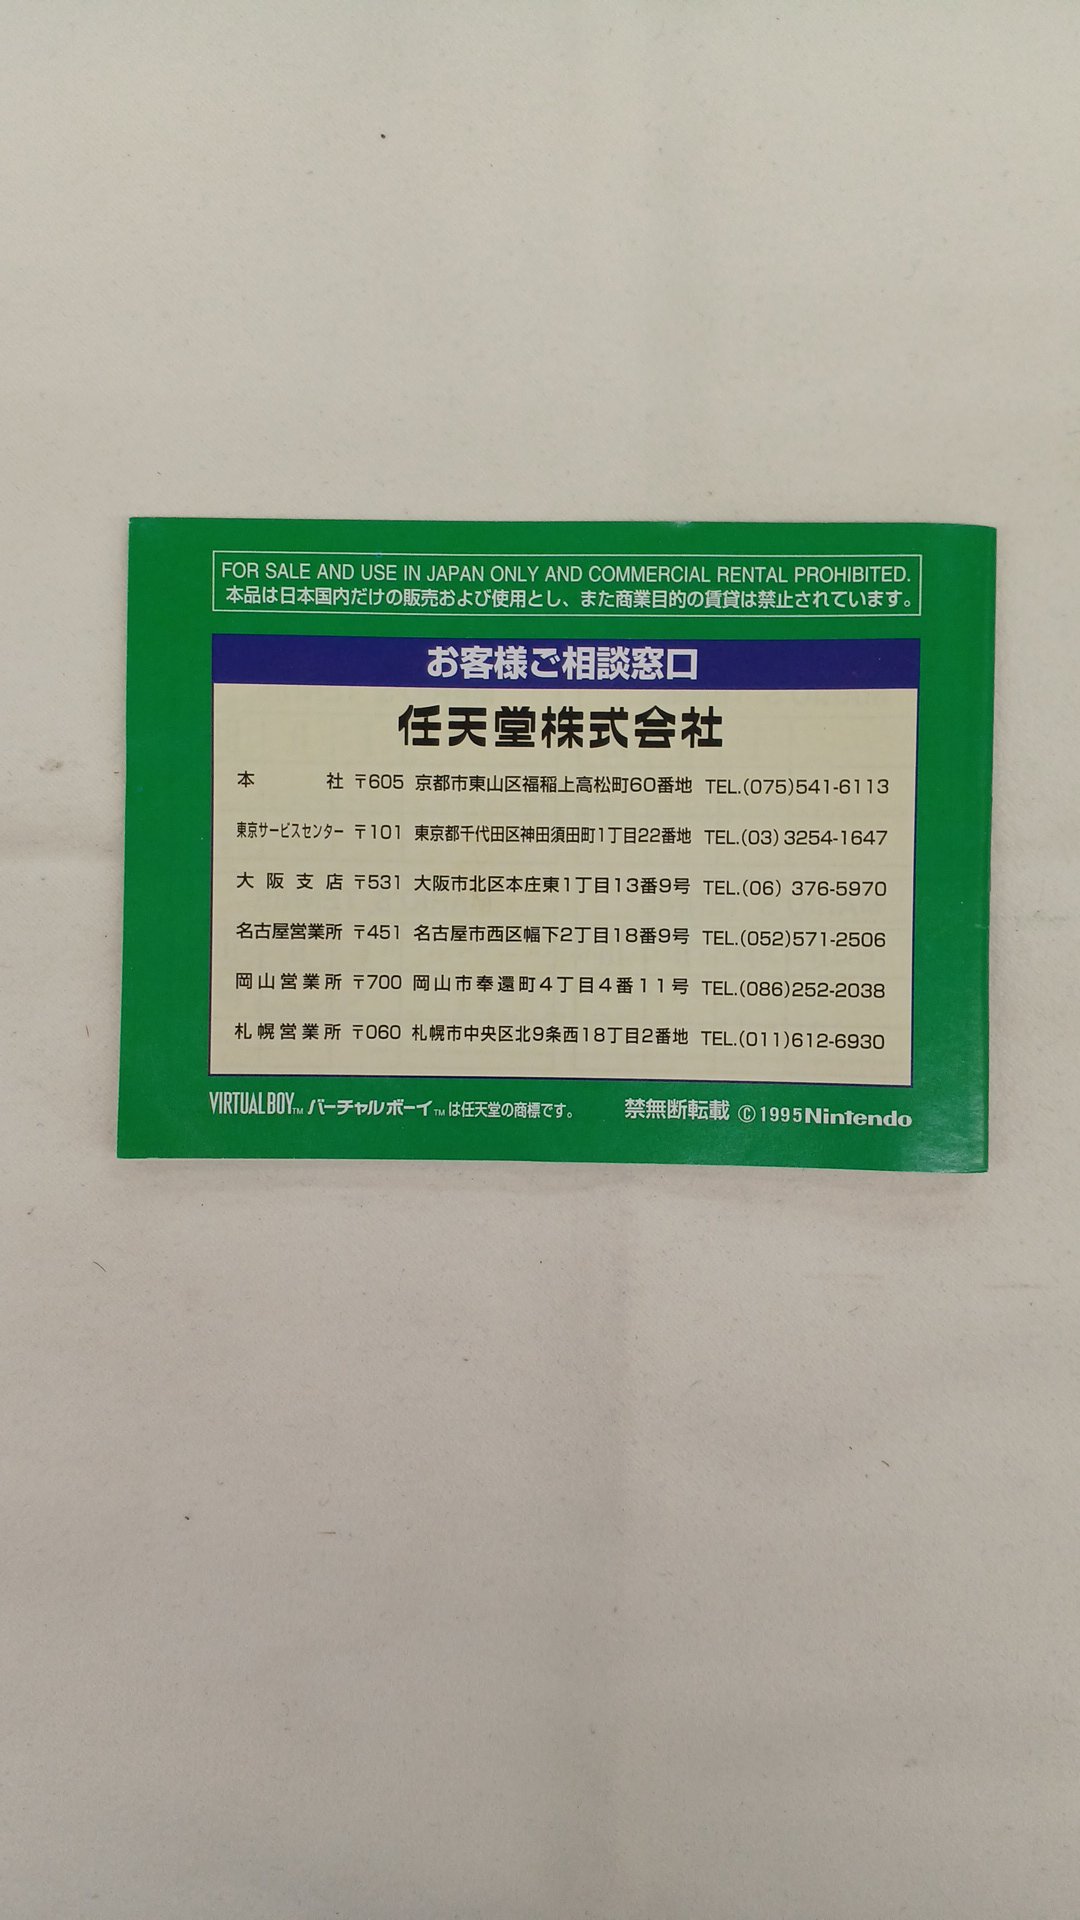 FOR SALE AND USE IN JAPAN ONLY AND COMMERCIAL RENTAL PROHIBITED.
本品は日本国内だけの販売および使用とし、また商業目的の賃貸は禁止されています。
お客様ご相談窓口
任天堂株式会社
本社 〒605 京都市東山区福稲上高松町60番地 TEL.(075)541-6113
東京サービスセンター 〒101 東京都千代田区神田須田町1丁目22番地 TEL.(03)3254-1647
大阪支店 〒531 大阪市北区本庄東1丁目13番9号 TEL.(06) 376-5970
名古屋営業所 〒451 名古屋市西区幅下2丁目18番9号 TEL.(052)571-2506
岡山営業所 〒700 岡山市奉還町4丁目4番11号 TEL.(086)252-2038
札幌営業所 〒060 札幌市中央区北9条西18丁目2番地 TEL.(011)612-6930
VIRTUAL BOY™ バーチャルボーイ™は任天堂の商標です。 禁無断転載 ©1995Nintendo